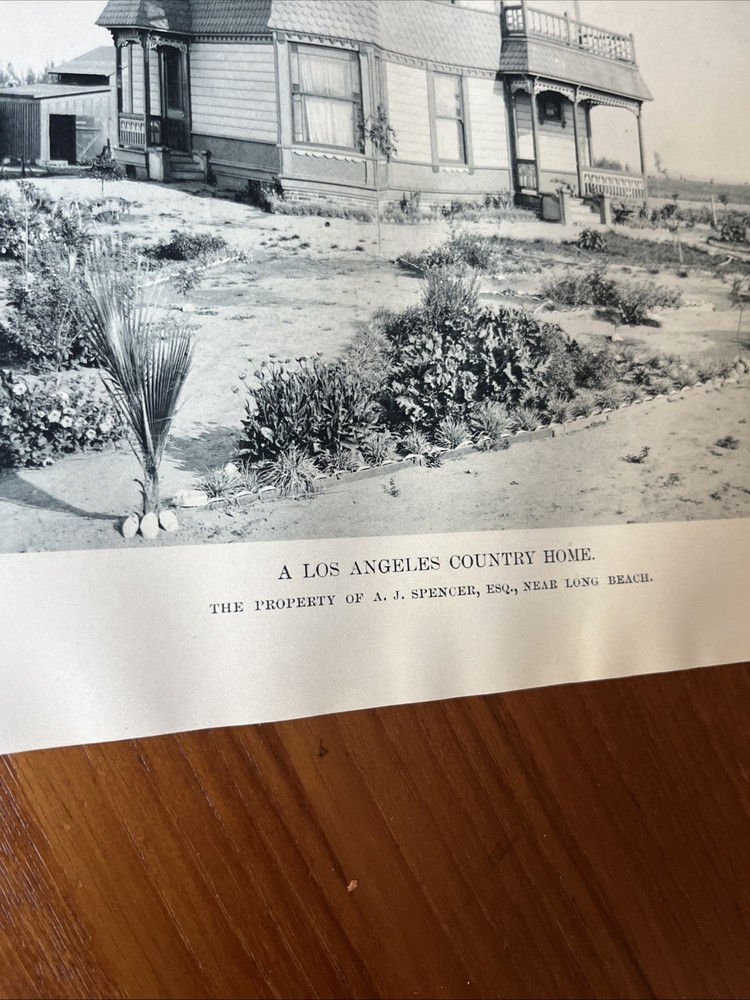 A LOS ANGELES COUNTRY HOME.
THE PROPERTY OF A. J. SPENCER, ESQ., NEAR LONG BEACH.